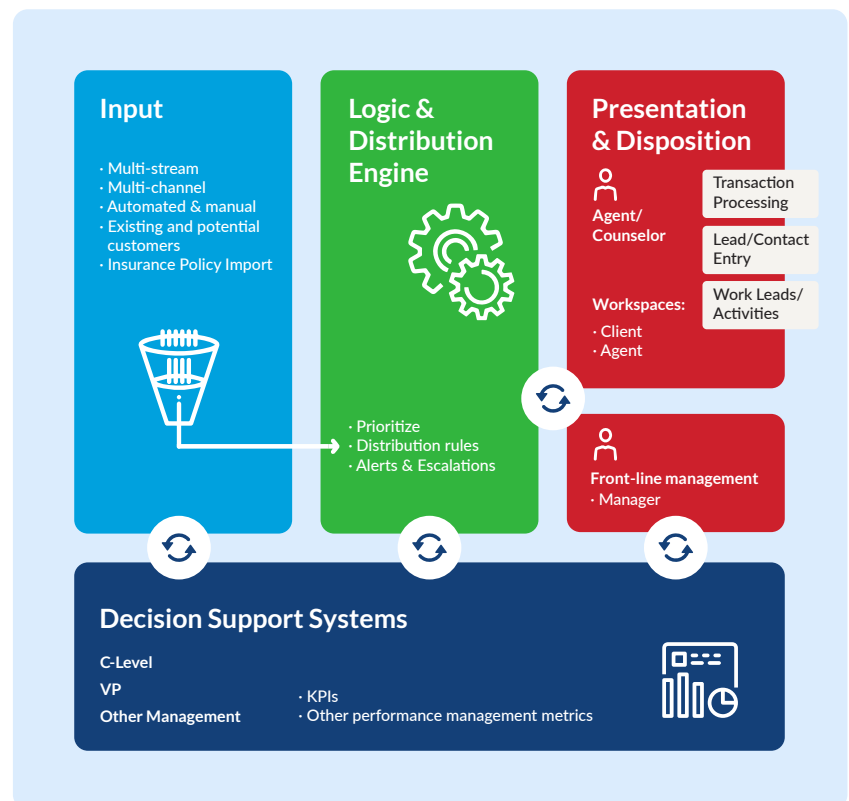 Input
· Multi-stream
· Multi-channel
· Automated & manual
· Existing and potential
customers
· Insurance Policy Import
Logic &
Distribution
Engine
· Prioritize
· Distribution rules
· Alerts & Escalations
Presentation
& Disposition
Agent/
Counselor
Transaction
Processing
Lead/Contact
Entry
Work Leads/
Activities
Workspaces:
· Client
· Agent
Front-line management
· Manager
Decision Support Systems
C-Level
VP
Other Management
· KPIs
· Other performance management metrics